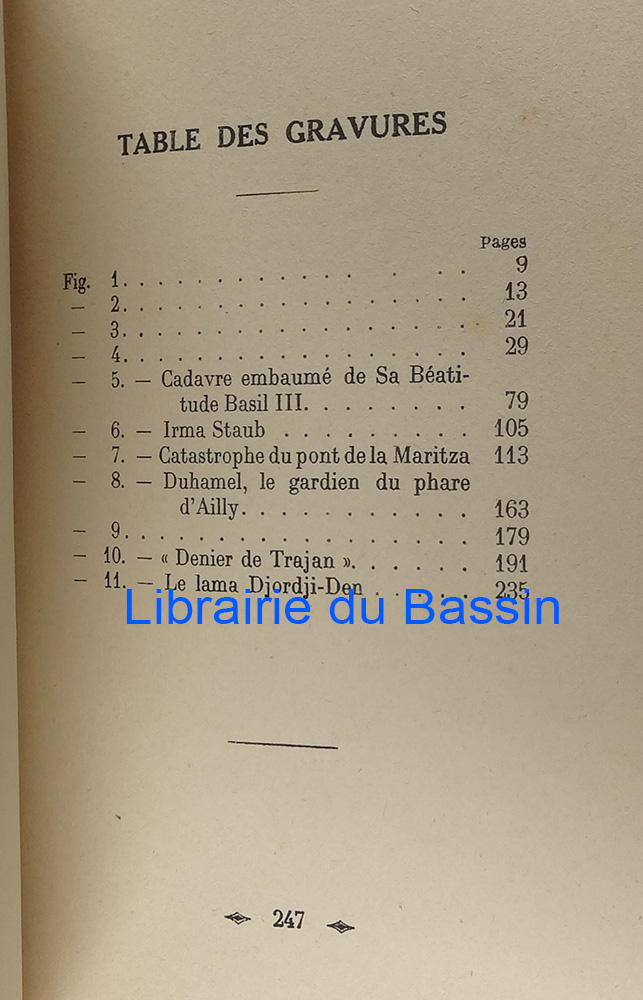 TABLE DES GRAVURES
Pages
Fig. 1. . . . . . . . . . . . . . . 9
— 2. . . . . . . . . . . . . . . . 13
— 3. . . . . . . . . . . . . . . . 21
— 4. . . . . . . . . . . . . . . . 29
— 5. — Cadavre embaumé de Sa Béati-
tude Basil III. . . . . . . . 79
— 6. — Irma Staub . . . . . . . . . 105
— 7. — Catastrophe du pont de la Maritza 113
— 8. — Duhamel, le gardien du phare
d'Ailly. . . . . . . . . . . 163
— 9. . . . . . . . . . . . . . . . 179
— 10. — « Denier de Trajan ». . . . . . 191
— 11. — Le lama Djordji-Den . . . . . 235
Librairie du Bassin
247